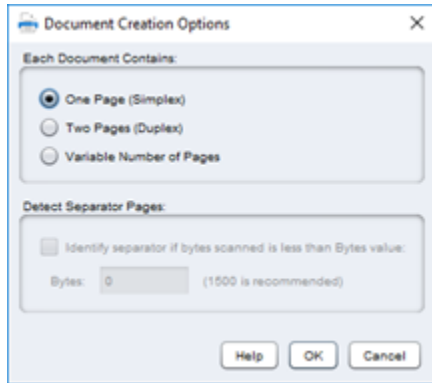 Document Creation Options
Each Document Contains:
One Page (Simplex)
Two Pages (Duplex)
Variable Number of Pages
Detect Separator Pages:
Identify separator if bytes scanned is less than Bytes value:
Bytes: 0 (1500 is recommended)
Help OK Cancel